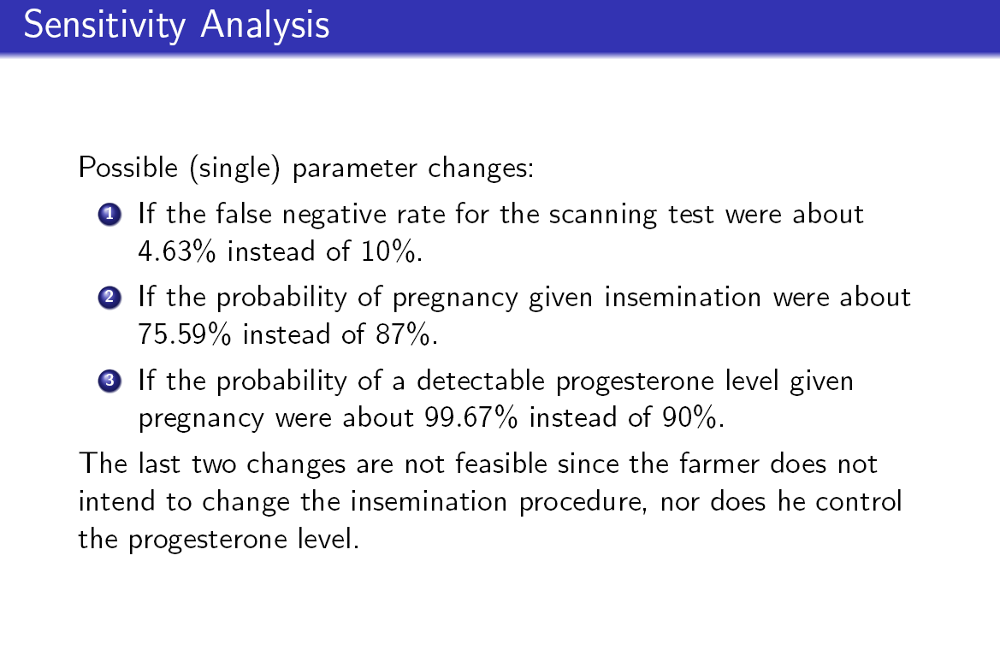 Sensitivity Analysis
Possible (single) parameter changes:
1 If the false negative rate for the scanning test were about
4.63% instead of 10%.
2 If the probability of pregnancy given insemination were about
75.59% instead of 87%.
3 If the probability of a detectable progesterone level given
pregnancy were about 99.67% instead of 90%.
The last two changes are not feasible since the farmer does not
intend to change the insemination procedure, nor does he control
the progesterone level.